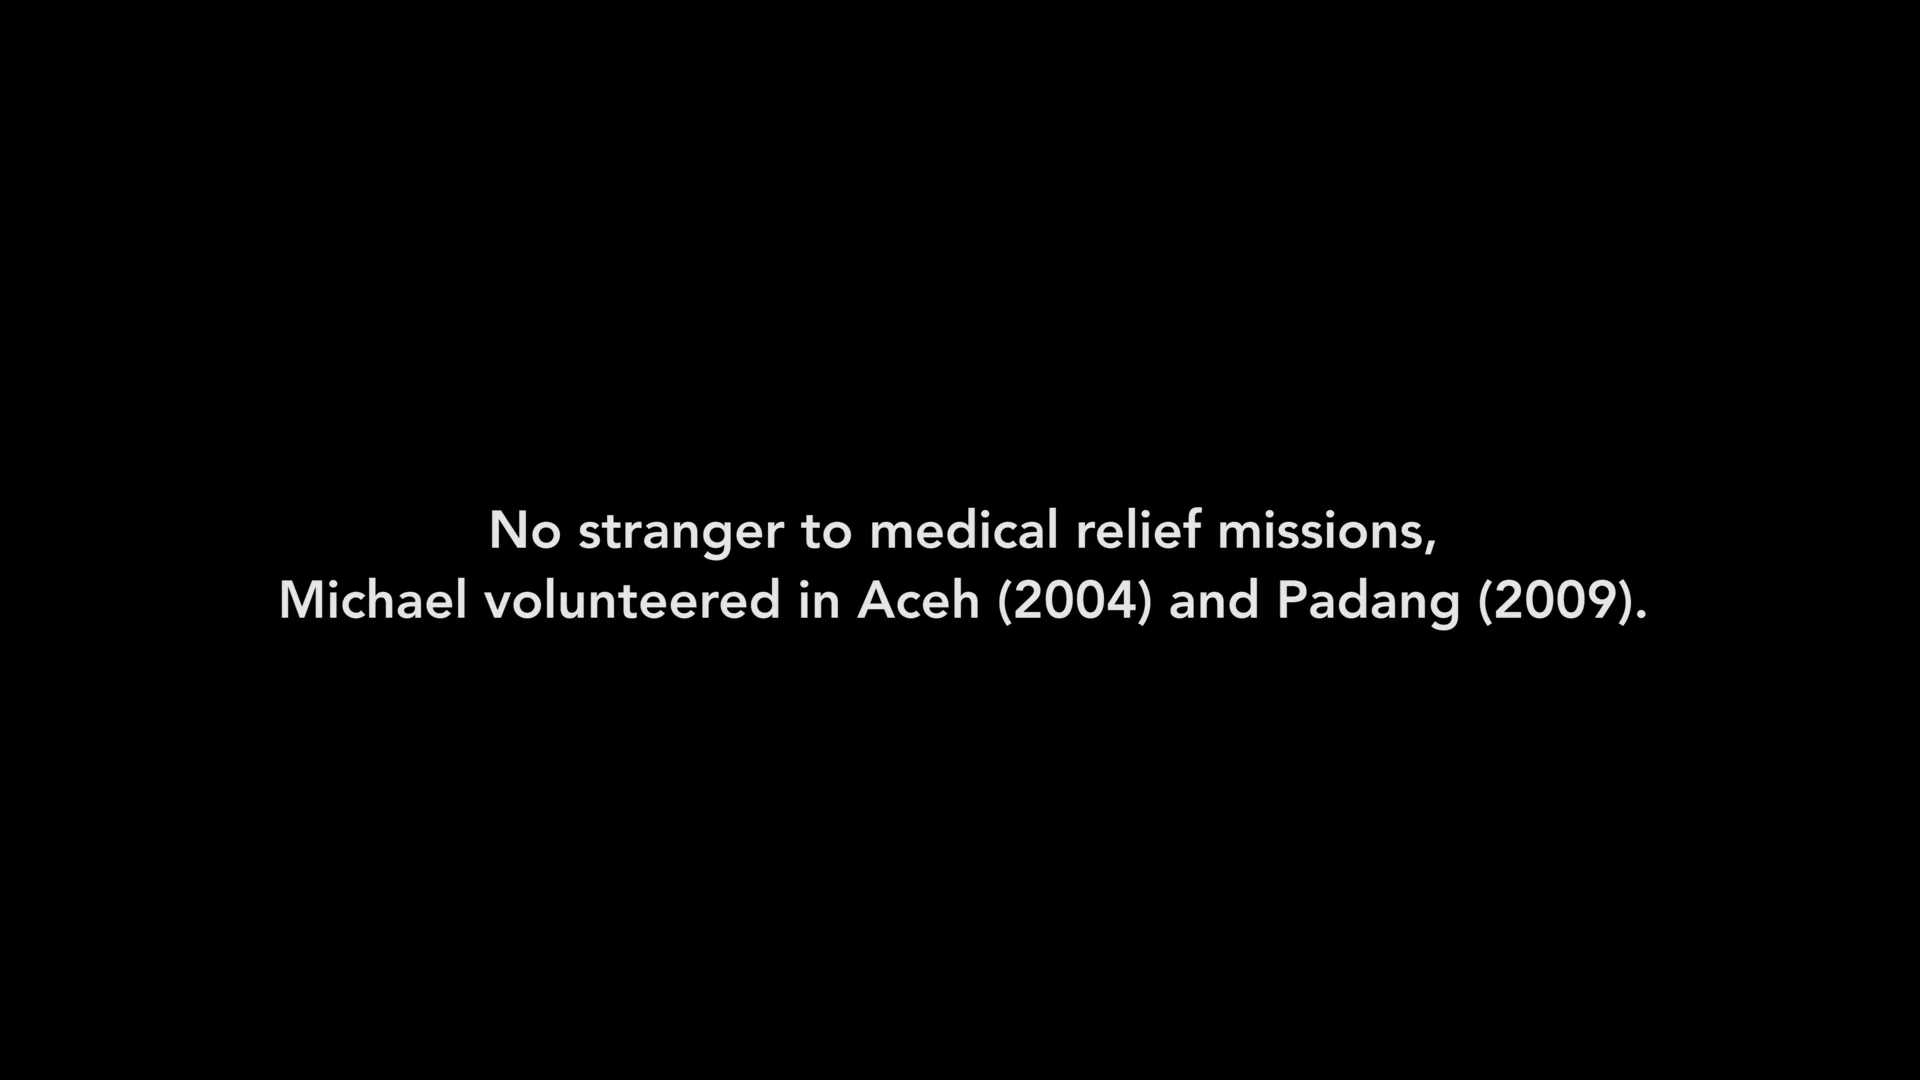 No stranger to medical relief missions,
Michael volunteered in Aceh (2004) and Padang (2009).